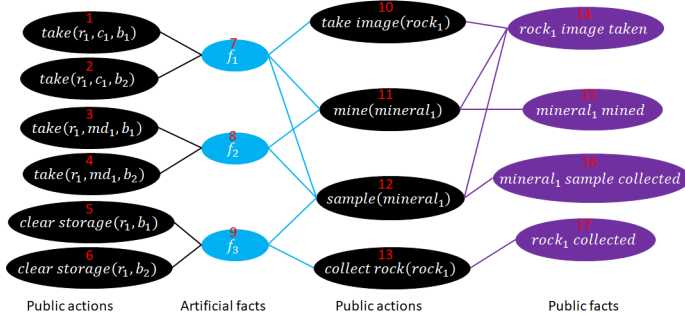 1
take(r₁, c₁, b₁)
2
take(r₁, c₁, b₂)
3
take(r₁, md₁, b₁)
4
take(r₁, md₁, b₂)
5
clear storage(r₁, b₁)
6
clear storage(r₁, b₂)
Public actions
7
f₁
8
f₂
9
f₃
Artificial facts
10
take image(rock₁)
11
mine(mineral₁)
12
sample(mineral₁)
13
collect rock(rock₁)
Public actions
14
rock₁ image taken
15
mineral₁ mined
16
mineral₁ sample collected
17
rock₁ collected
Public facts